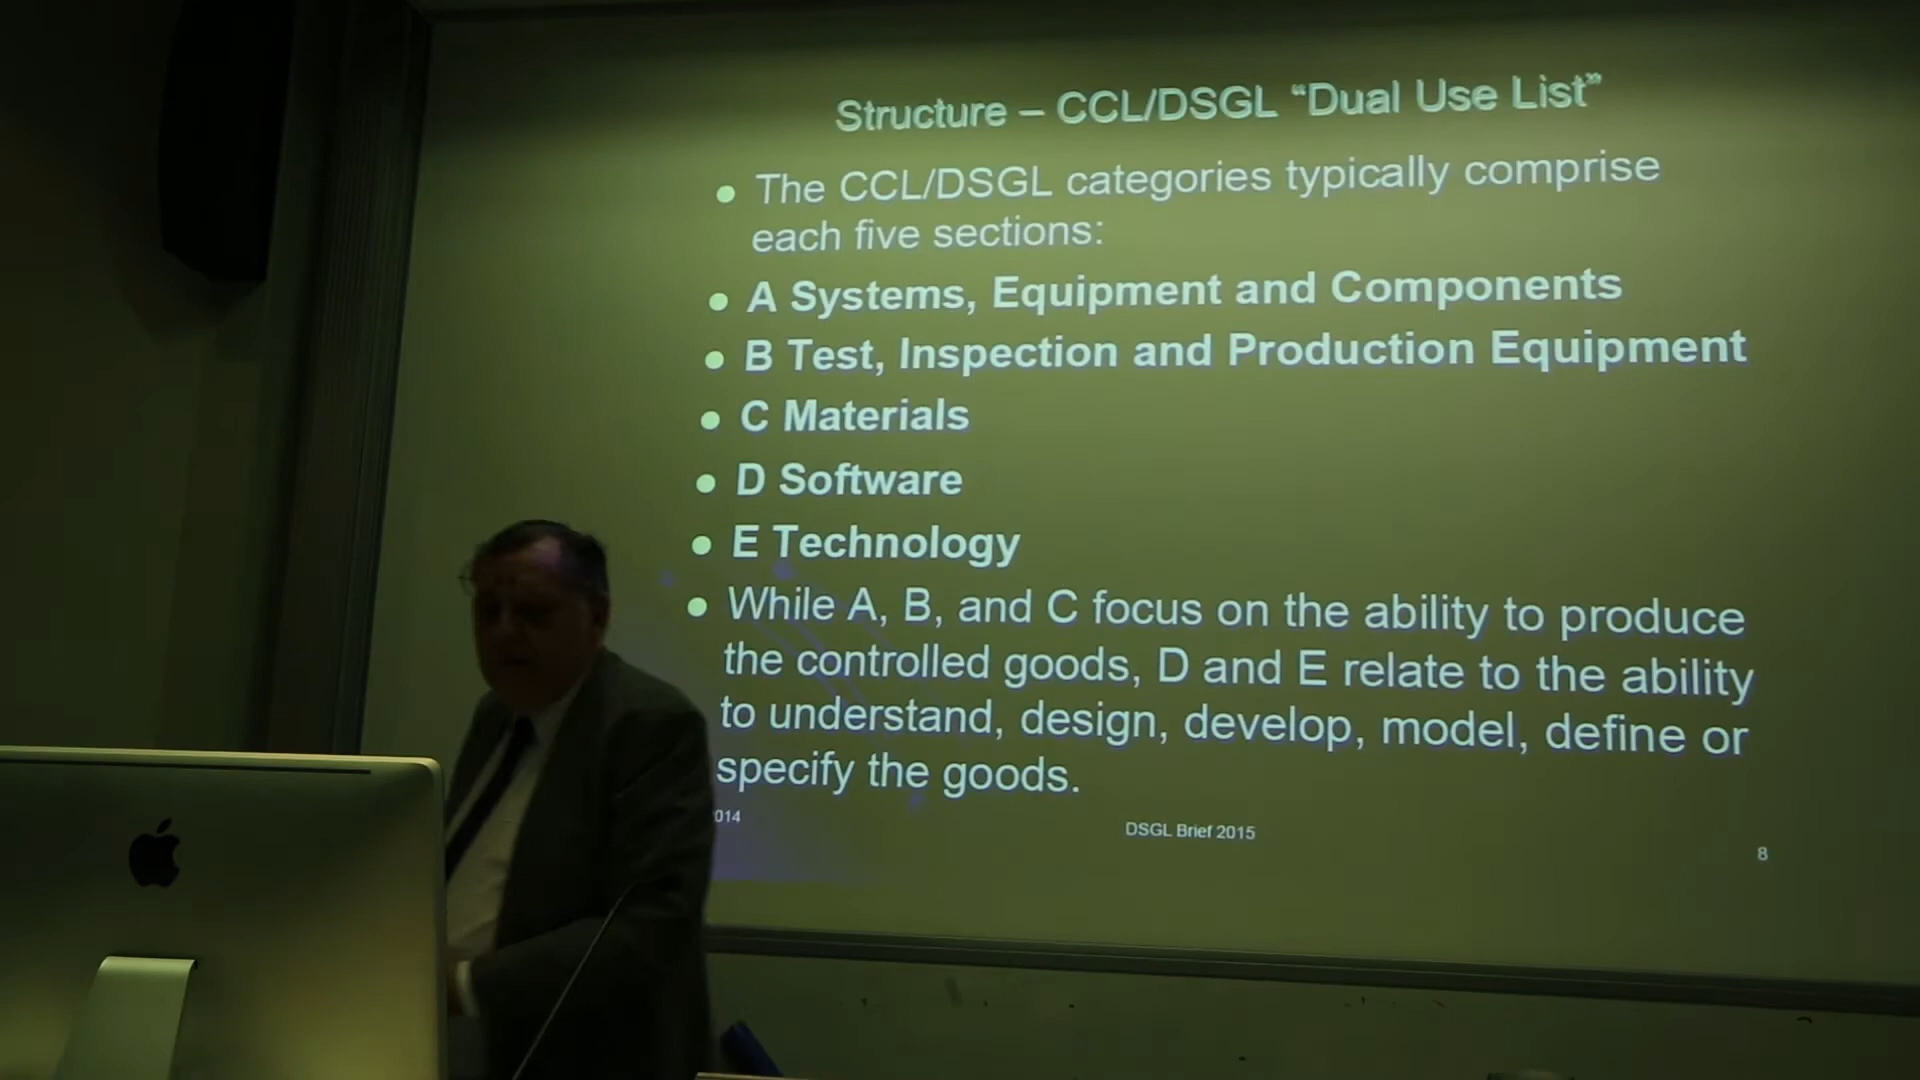 Structure – CCL/DSGL “Dual Use List”
• The CCL/DSGL categories typically comprise
each five sections:
• A Systems, Equipment and Components
• B Test, Inspection and Production Equipment
• C Materials
• D Software
• E Technology
• While A, B, and C focus on the ability to produce
the controlled goods, D and E relate to the ability
to understand, design, develop, model, define or
specify the goods.
014
DSGL Brief 2015
8